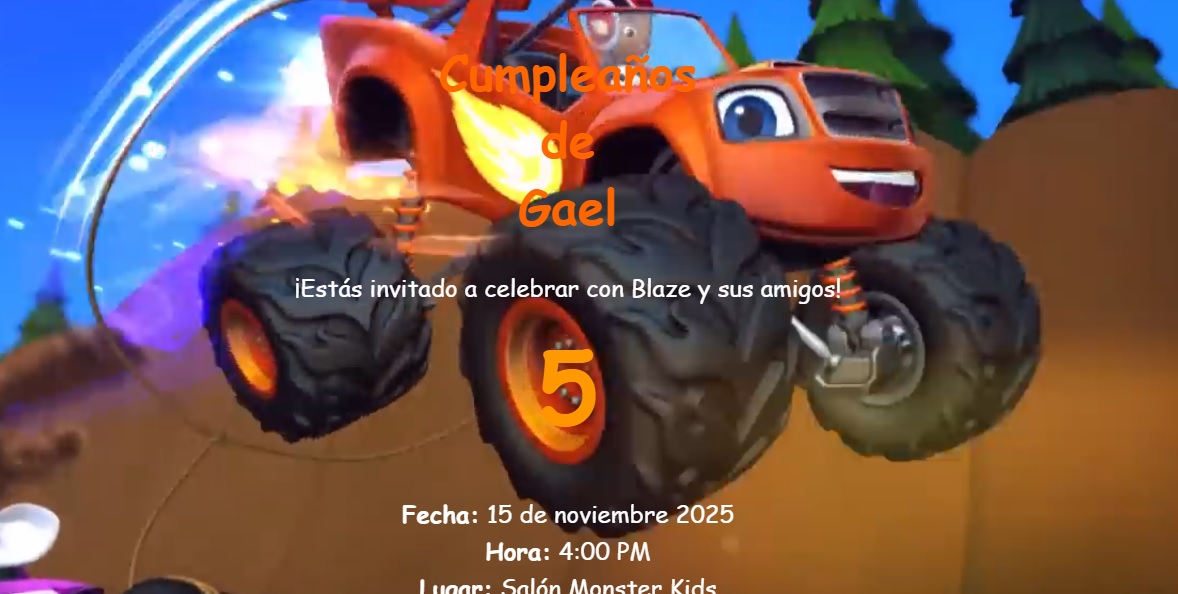 Cumpleaños
de
Gael
¡Estás invitado a celebrar con Blaze y sus amigos!
5
Fecha: 15 de noviembre 2025
Hora: 4:00 PM
Lugar: Salón Monster Kids